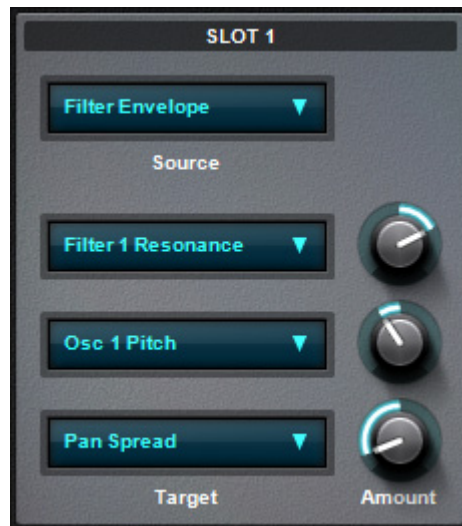 SLOT 1
Filter Envelope
Source
Filter 1 Resonance
Osc 1 Pitch
Pan Spread
Target Amount